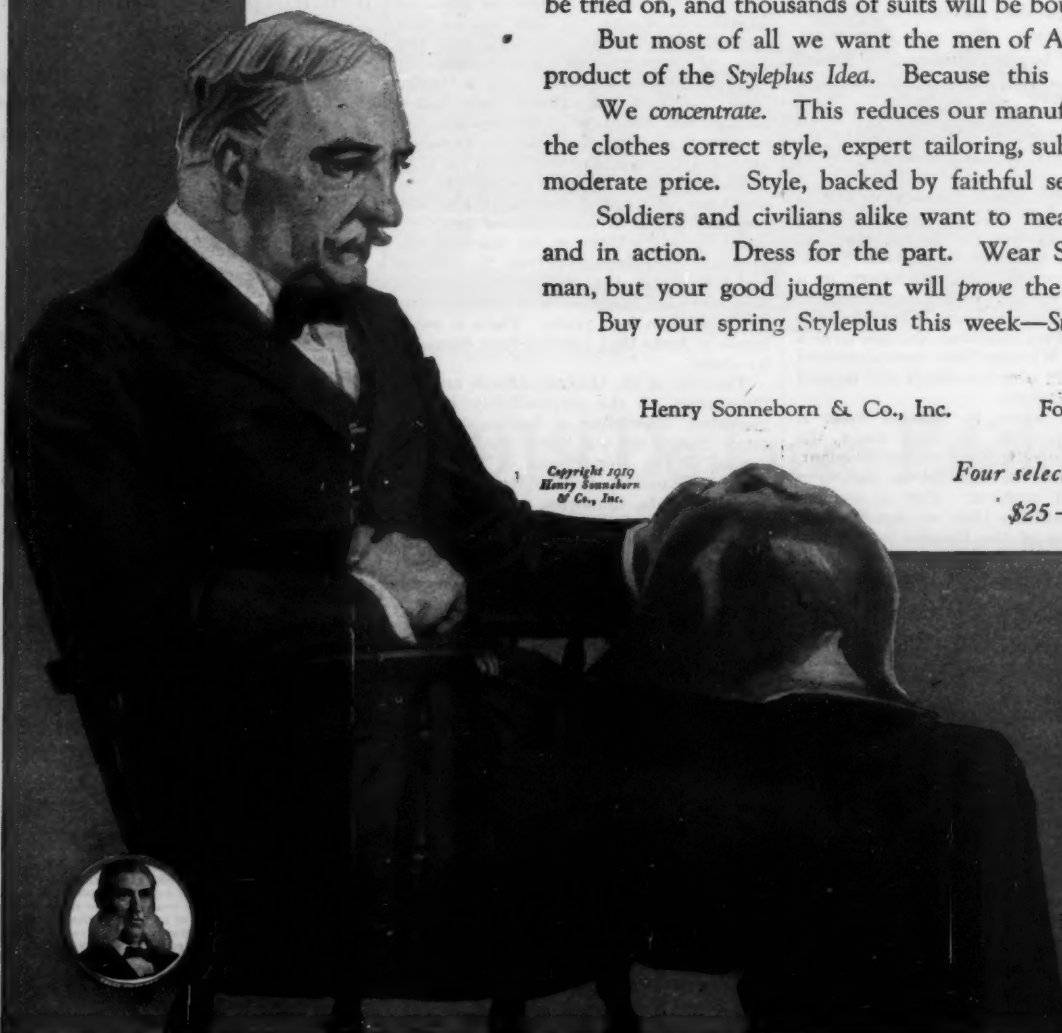 be tried on, and thousands of suits will be bou
But most of all we want the men of A
product of the Styleplus Idea. Because this
We concentrate. This reduces our manuf
the clothes correct style, expert tailoring, sub
moderate price. Style, backed by faithful se
Soldiers and civilians alike want to mea
and in action. Dress for the part. Wear S
man, but your good judgment will prove the
Buy your spring Styleplus this week—St
Henry Sonneborn & Co., Inc. Fo
Copyright 1919
Henry Sonneborn
& Co., Inc.
Four selec
$25 -